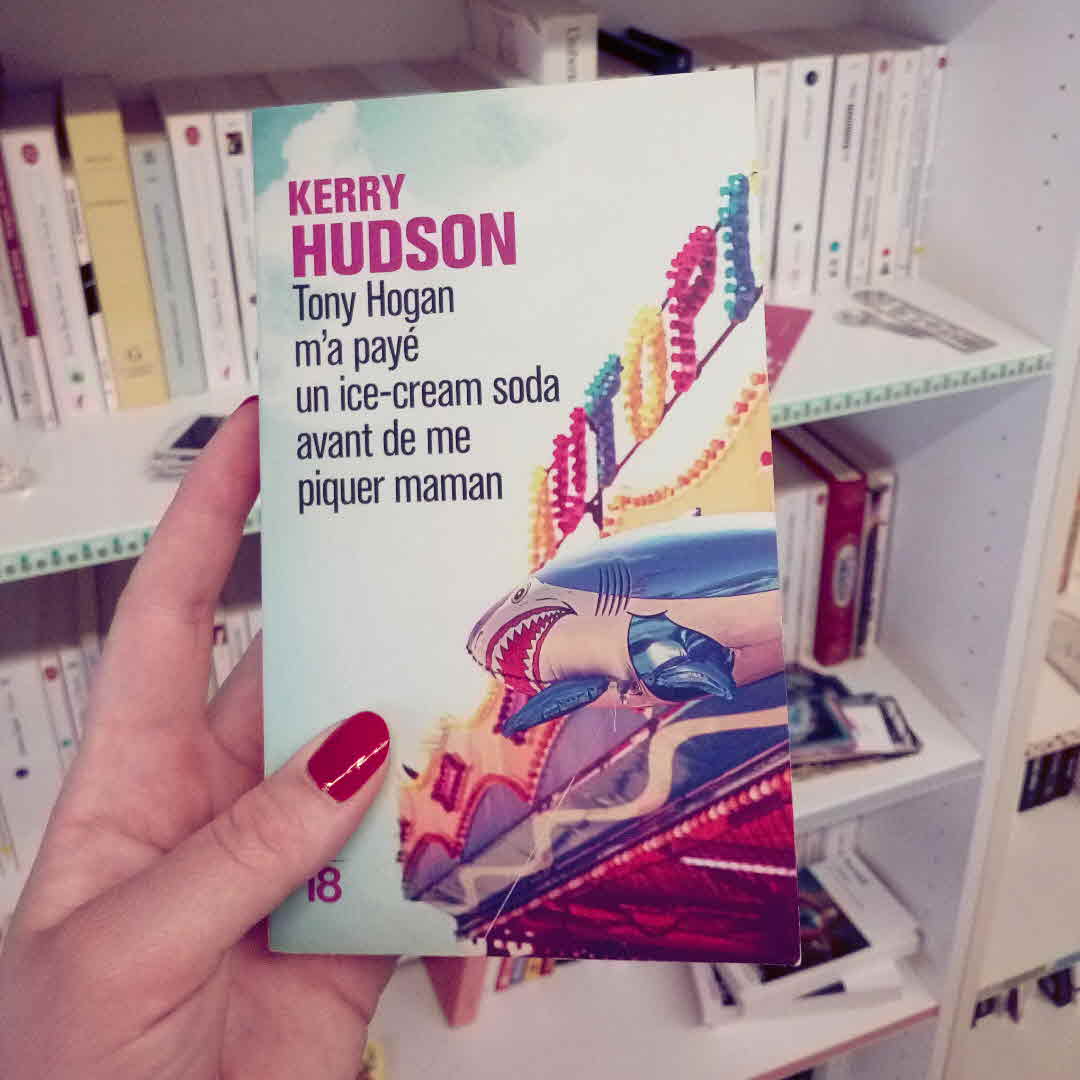 KERRY
HUDSON
Tony Hogan
m'a payé
un ice-cream soda
avant de me
piquer maman
18